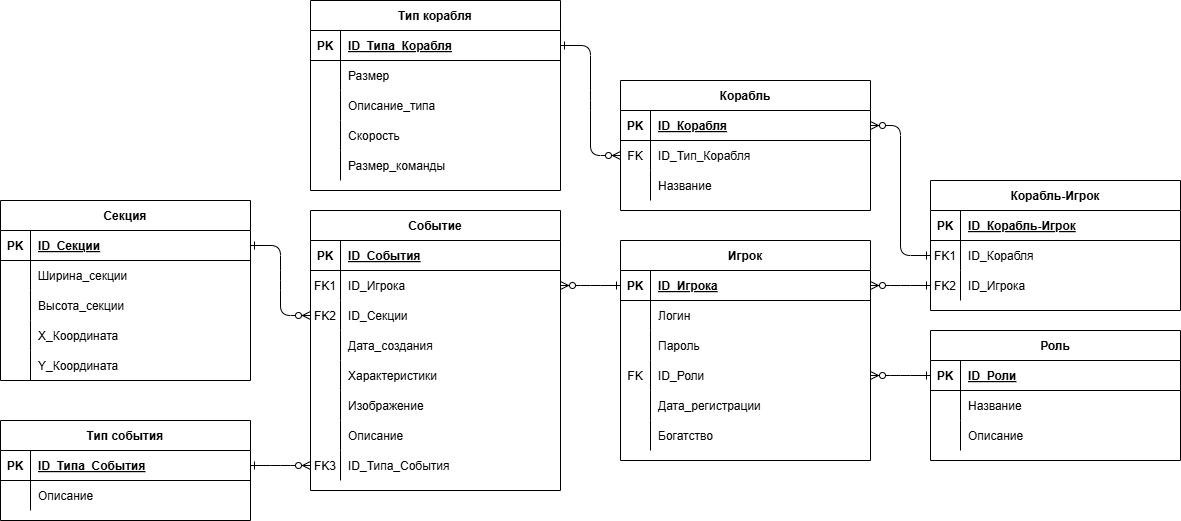 Тип корабля
PK ID_Типа_Корабля
Размер
Описание_типа
Скорость
Размер_команды
Корабль
PK ID_Корабля
FK ID_Тип_Корабля
Название
Корабль-Игрок
PK ID_Корабль-Игрок
FK1 ID_Корабля
FK2 ID_Игрока
Секция
PK ID_Секции
Ширина_секции
Высота_секции
X_Координата
Y_Координата
Событие
PK ID_События
FK1 ID_Игрока
FK2 ID_Секции
Дата_создания
Характеристики
Изображение
Описание
FK3 ID_Типа_События
Игрок
PK ID_Игрока
Логин
Пароль
FK ID_Роли
Дата_регистрации
Богатство
Роль
PK ID_Роли
Название
Описание
Тип события
PK ID_Типа_События
Описание